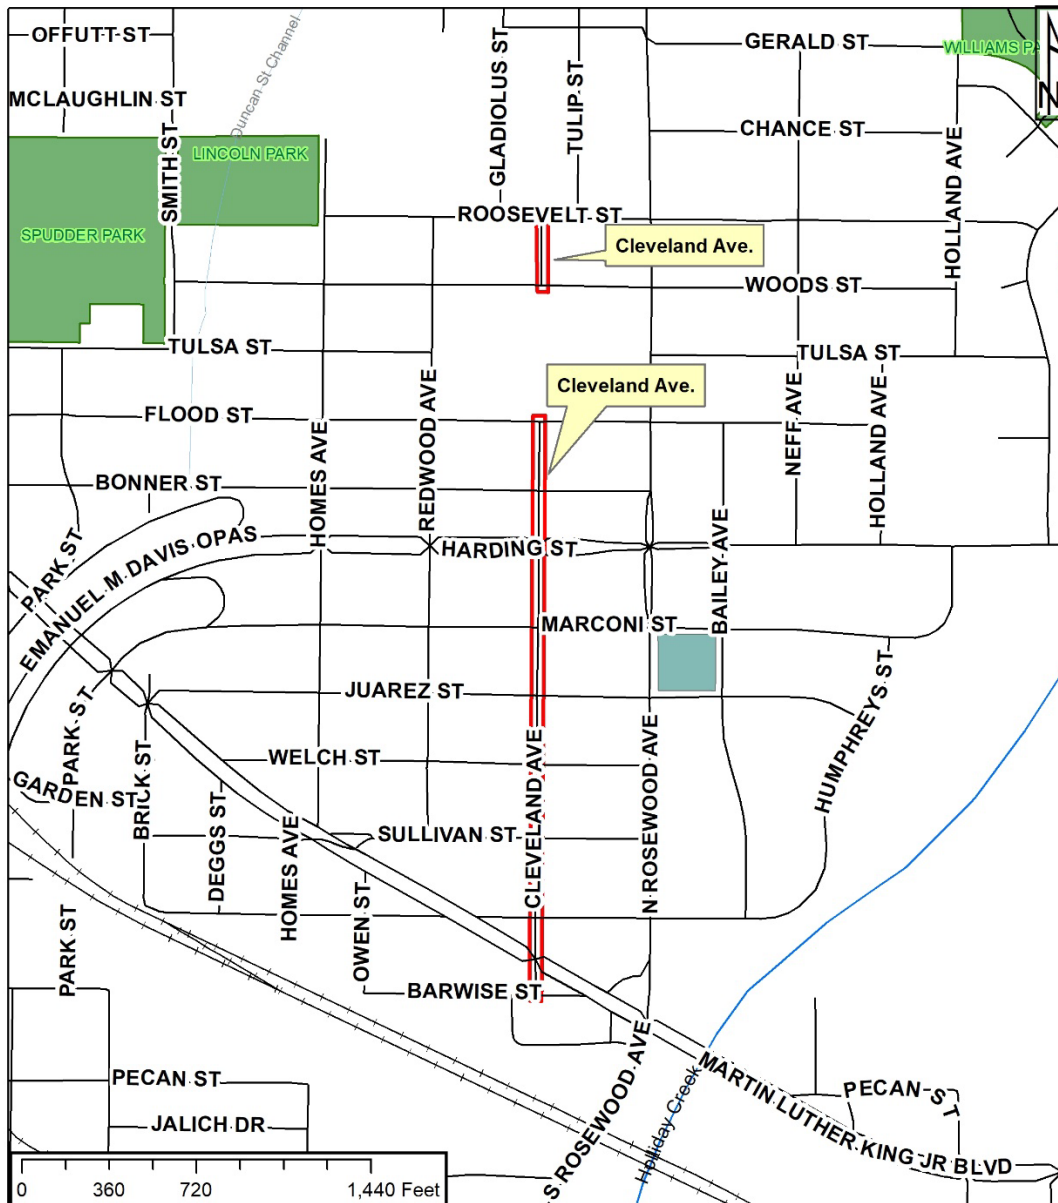 OFFUTT ST
MCLAUGHLIN ST
SMITH ST
Duncan St Channel
LINCOLN PARK
SPUDDER PARK
GLADIOLUS ST
TULIP ST
GERALD ST
WILLIAMS PA
N
CHANCE ST
HOLLAND AVE
ROOSEVELT ST
Cleveland Ave.
WOODS ST
TULSA ST
TULSA ST
Cleveland Ave.
FLOOD ST
HOMES AVE
REDWOOD AVE
NEFF AVE
HOLLAND AVE
BONNER ST
PARK ST
EMANUEL M DAVIS OPAS
HARDING ST
BAILEY AVE
MARCONI ST
JUAREZ ST
PARK ST
HUMPHREYS ST
WELCH ST
GARDEN ST
BRICK ST
DEGGS ST
HOMES AVE
SULLIVAN ST
CLEVELAND AVE
N ROSEWOOD AVE
OWEN ST
PARK ST
BARWISE ST
PECAN ST
JALICH DR
S ROSEWOOD AVE
Holliday Creek
MARTIN LUTHER KING JR BLVD
PECAN ST
0 360 720 1,440 Feet